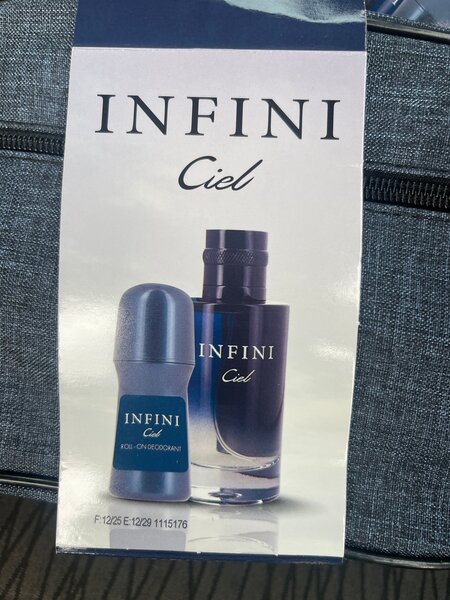 INFINI
Ciel
INFINI
Ciel
INFINI
Ciel
ROLL-ON DEODORANT
F:12/25 E:12/29 1115176